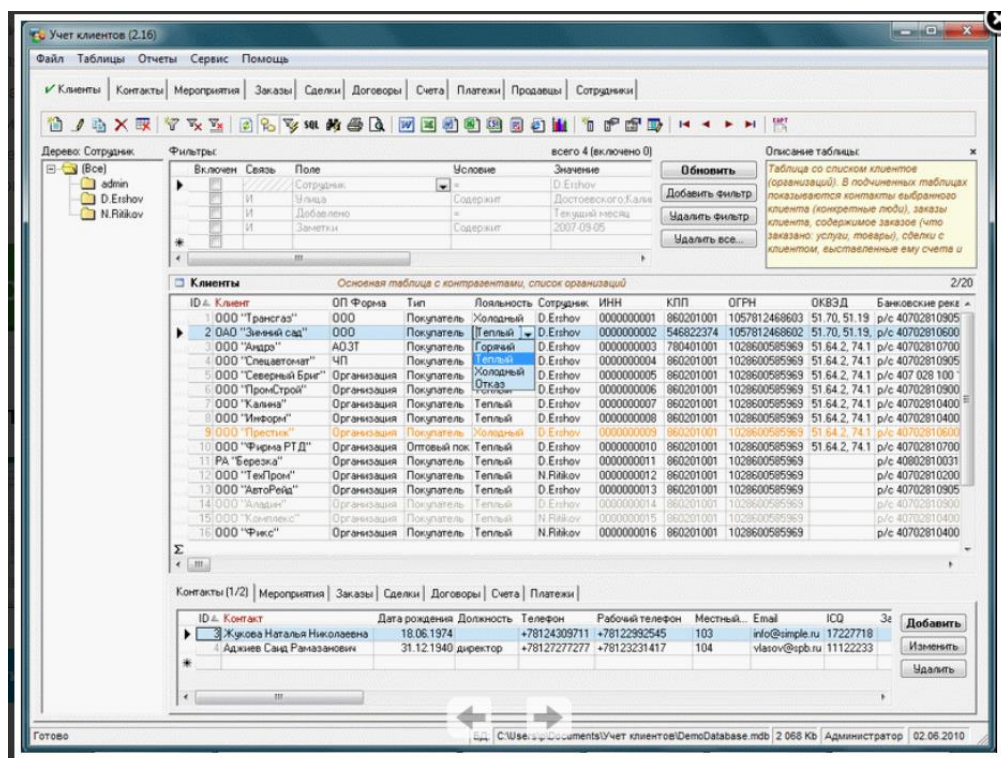 Учет клиентов (2.16)
Файл Таблицы Отчеты Сервис Помощь
Клиенты Контакты Мероприятия Заказы Сделки Договоры Счета Платежи Продавцы Сотрудники
SQL
Дерево: Сотрудник Фильтры: всего 4 (включено 0) Описание таблицы:
(Все)
admin
D.Ershov
N.Ritikov
Включен Связь Поле Условие Значение
Сотрудник = D.Ershov
И Улица Содержит Достоевского,Кали
И Добавлено = Текущий месяц
И Заметки Содержит 2007-09-05
Обновить
Добавить фильтр
Удалить фильтр
Удалить все...
Таблица со списком клиентов
(организаций). В подчиненных таблицах
показываются контакты выбранного
клиента (конкретные люди), заказы
клиента, содержимое заказов (что
заказано: услуги, товары), сделки с
клиентом, выставленные ему счета и
Клиенты Основная таблица с контрагентами, список организаций 2/20
ID Клиент ОП Форма Тип Лояльность Сотрудник ИНН КПП ОГРН ОКВЭД Банковские рекв
1 ООО "Трансгаз" ООО Покупатель Холодный D.Ershov 0000000001 860201001 1057812468603 51.70, 51.19 р/с 40702810905
2 ОАО "Зимний сад" ООО Покупатель Теплый D.Ershov 0000000002 546822374 1057812468602 51.70, 51.19, р/с 40702810600
3 ООО "Андрэ" АОЗТ Покупатель Горячий D.Ershov 0000000003 780401001 1028600585969 51.64.2, 74.1 р/с 40702810700
4 ООО "Спецавтомат" ЧП Покупатель Теплый D.Ershov 0000000004 860201001 1028600585969 51.64.2, 74.1 р/с 40702810905
5 ООО "Северный Бриг" Организация Покупатель Холодный D.Ershov 0000000005 860201001 1028600585969 51.64.2, 74.1 р/с 407 028 100
6 ООО "ПромСтрой" Организация Покупатель Отказ D.Ershov 0000000006 860201001 1028600585969 51.64.2, 74.1 р/с 40702810900
7 ООО "Калина" Организация Покупатель Теплый D.Ershov 0000000007 860201001 1028600585969 51.64.2, 74.1 р/с 40702810400
8 ООО "Информ" Организация Покупатель Теплый D.Ershov 0000000008 860201001 1028600585969 51.64.2, 74.1 р/с 40702810400
9 ООО "Престиж" Организация Покупатель Холодный D.Ershov 0000000009 860201001 1028600585969 51.64.2, 74.1 р/с 40702810600
10 ООО "Фирма РТД" Организация Оптовый пок Теплый D.Ershov 0000000010 860201001 1028600585969 51.64.2, 74.1 р/с 40702810700
11 РА "Березка" Организация Покупатель Теплый D.Ershov 0000000011 860201001 1028600585969 р/с 40802810031
12 ООО "ТехПром" Организация Покупатель Теплый N.Ritikov 0000000012 860201001 1028600585969 р/с 40702810200
13 ООО "АвтоРейд" Организация Покупатель Теплый D.Ershov 0000000013 860201001 1028600585969 р/с 40702810905
14 ООО "Аладин" Организация Покупатель Теплый D.Ershov 0000000014 860201001 1028600585969 р/с 40702810900
15 ООО "Комплекс" Организация Покупатель Теплый N.Ritikov 0000000015 860201001 1028600585969 р/с 40702810400
16 ООО "Фикс" Организация Покупатель Теплый N.Ritikov 0000000016 860201001 1028600585969 р/с 40702810400
Σ
Контакты (1/2) Мероприятия Заказы Сделки Договоры Счета Платежи
ID Контакт Дата рождения Должность Телефон Рабочий телефон Местный... Email ICQ За
3 Жукова Наталья Николаевна 18.06.1974 +78124309711 +78122992545 103 info@simple.ru 17227718
4 Аджиев Саид Рамазанович 31.12.1940 директор +78127277277 +78123231417 104 vlasov@spb.ru 11122233
Добавить
Изменить
Удалить
Готово БД: C:\Users\p\Documents\Учет клиентов\DemoDatabase.mdb 2 068 Kb Администратор 02.06.2010